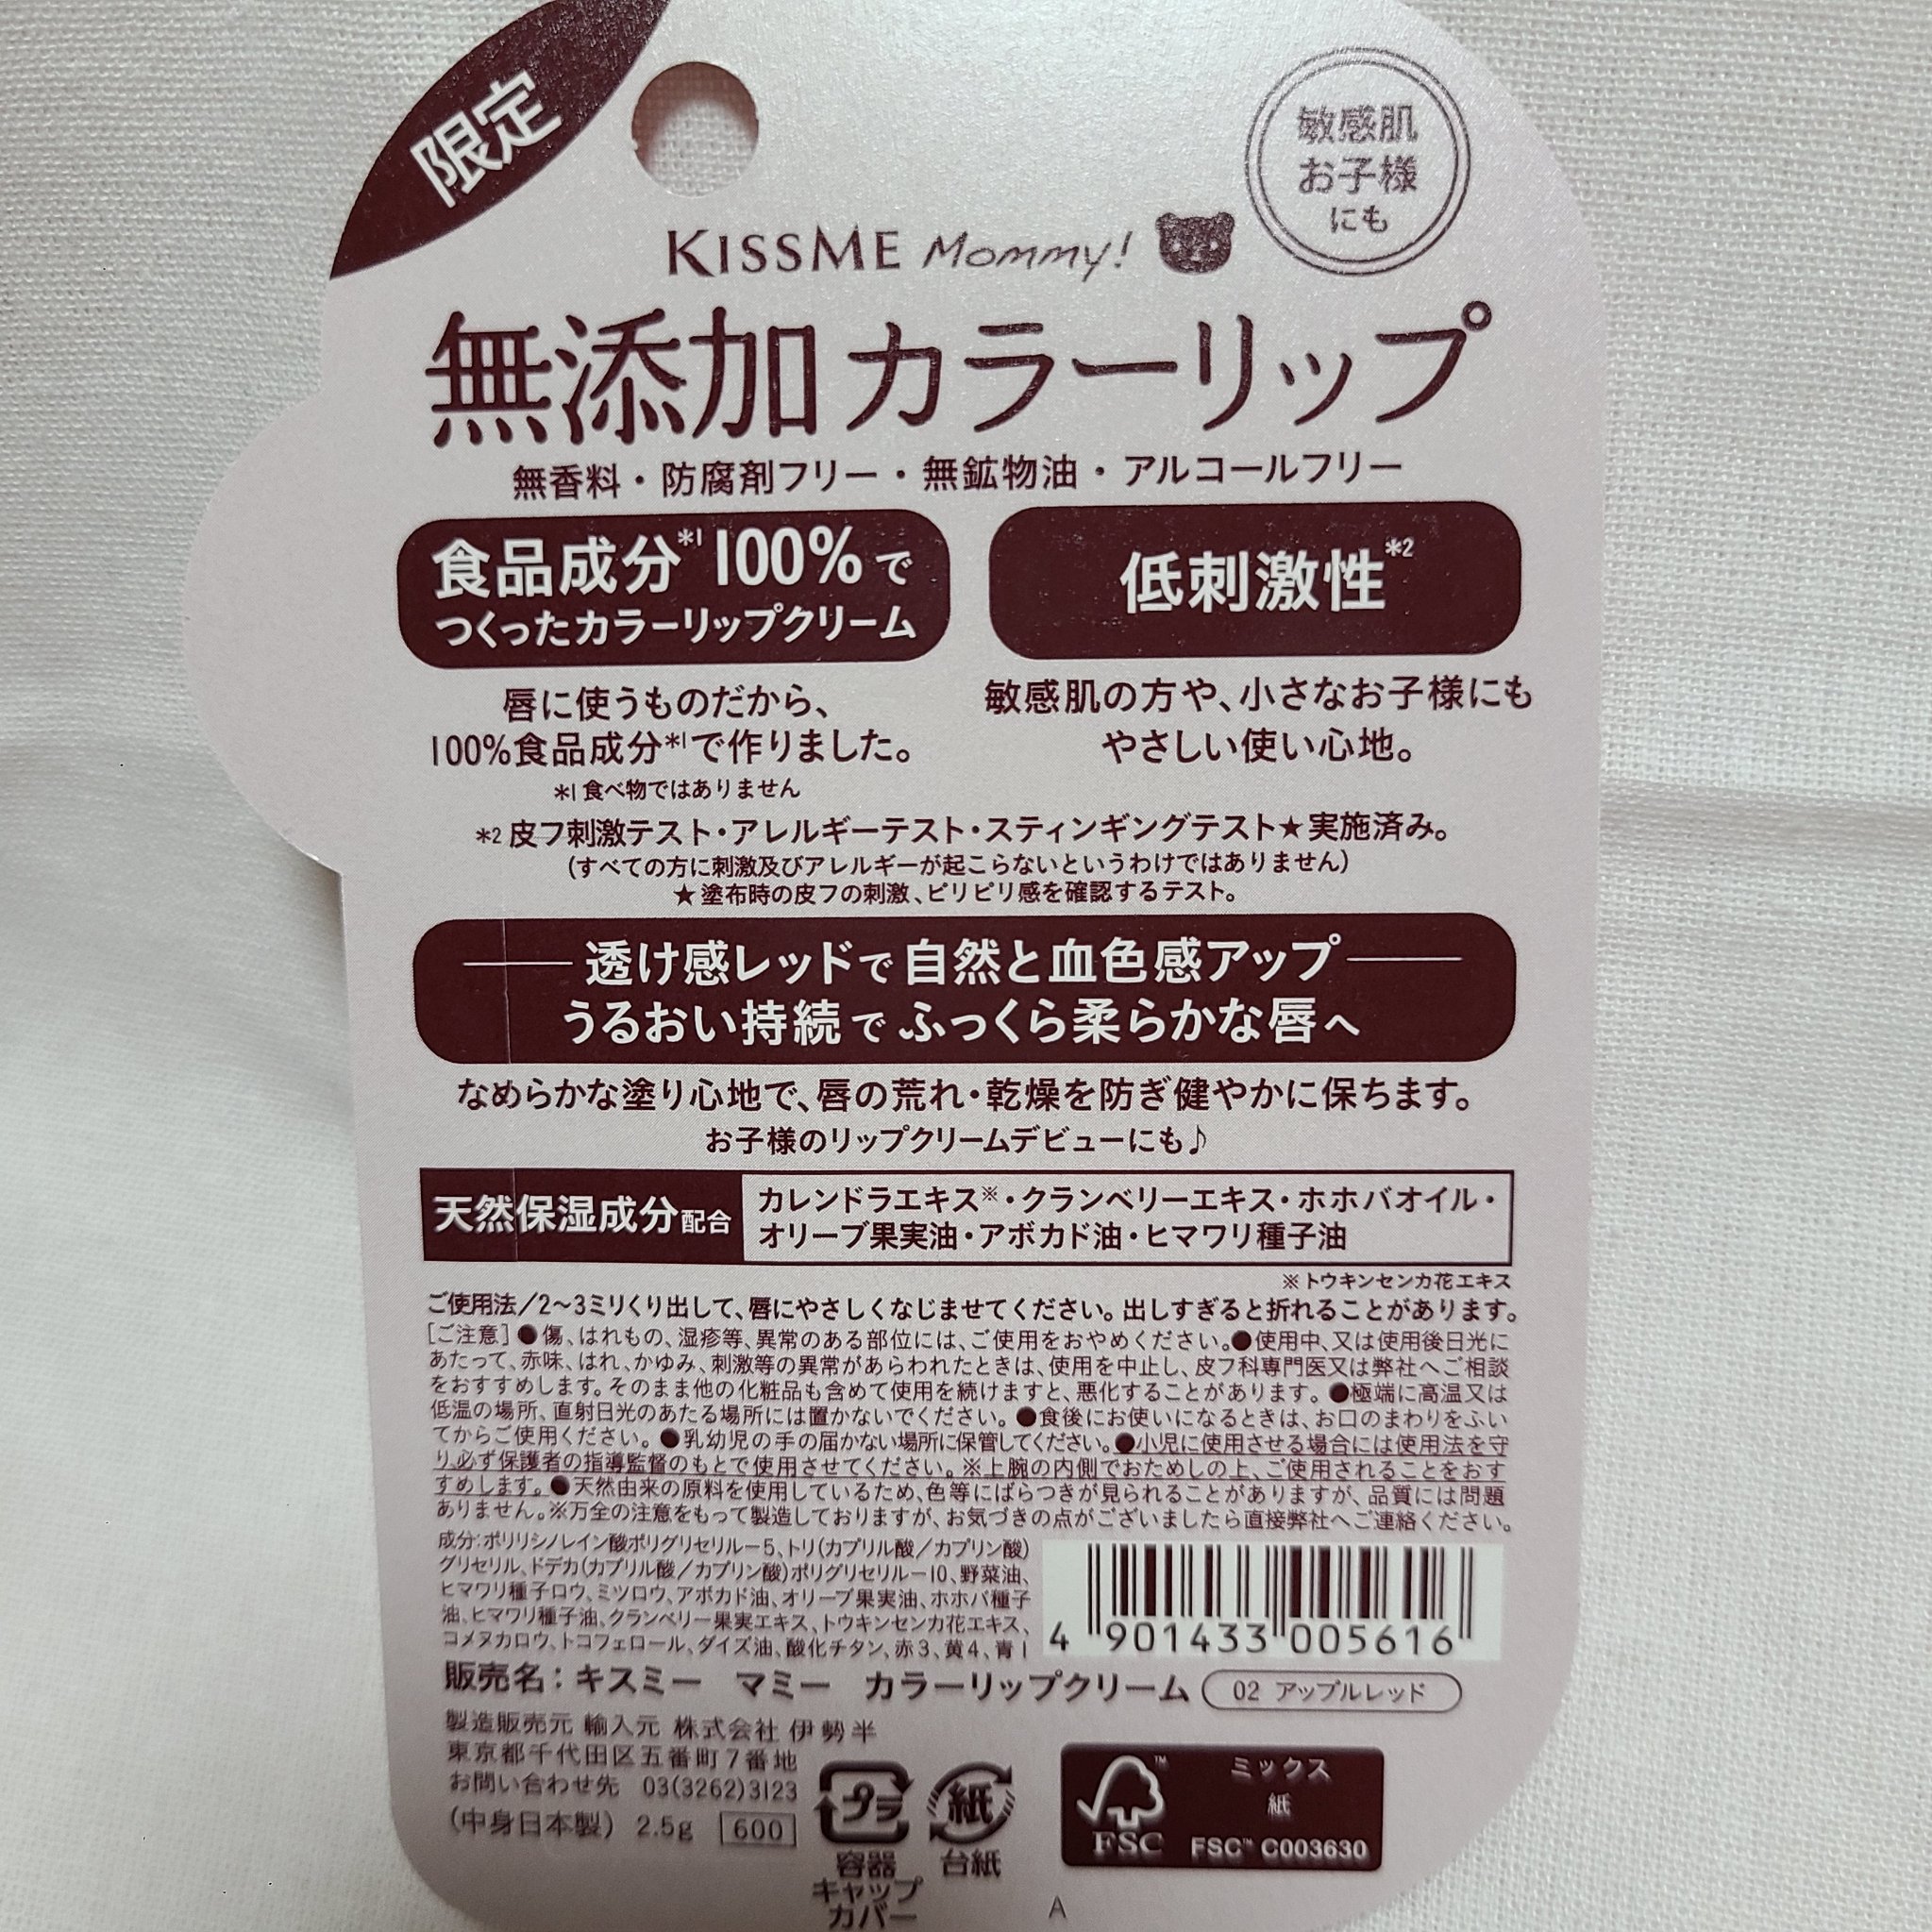 限定
敏感肌
お子様
にも
KISSME Mommy!
無添加カラーリップ
無香料・防腐剤フリー・無鉱物油・アルコールフリー
食品成分*1 100%で
つくったカラーリップクリーム
低刺激性*2
唇に使うものだから、
100%食品成分*1で作りました。
*1 食べ物ではありません
敏感肌の方や、小さなお子様にも
やさしい使い心地。
*2 皮フ刺激テスト・アレルギーテスト・スティンギングテスト★実施済み。
(すべての方に刺激及びアレルギーが起こらないというわけではありません)
★塗布時の皮フの刺激、ピリピリ感を確認するテスト。
透け感レッドで自然と血色感アップ
うるおい持続でふっくら柔らかな唇へ
なめらかな塗り心地で、唇の荒れ・乾燥を防ぎ健やかに保ちます。
お子様のリップクリームデビューにも♪
天然保湿成分配合
カレンドラエキス※・クランベリーエキス・ホホバオイル・
オリーブ果実油・アボカド油・ヒマワリ種子油
※トウキンセンカ花エキス
ご使用法/2〜3ミリくり出して、唇にやさしくなじませてください。出しすぎると折れることがあります。
[ご注意]●傷、はれもの、湿疹等、異常のある部位には、ご使用をおやめください。●使用中、又は使用後日光に
あたって、赤味、はれ、かゆみ、刺激等の異常があらわれたときは、使用を中止し、皮フ科専門医又は弊社へご相談
をおすすめします。そのまま他の化粧品も含めて使用を続けますと、悪化することがあります。●極端に高温又は
低温の場所、直射日光のあたる場所には置かないでください。●食後にお使いになるときは、お口のまわりをふい
てからご使用ください。●乳幼児の手の届かない場所に保管してください。●小児に使用させる場合には使用法を守
り、必ず保護者の指導監督のもとで使用させてください。※上腕の内側でおためしの上、ご使用されることをおす
すめします。●天然由来の原料を使用しているため、色等にばらつきが見られることがありますが、品質には問題
ありません。※万全の注意をもって製造しておりますが、お気づきの点がございましたら直接弊社へご連絡ください。
成分:ポリリシノレイン酸ポリグリセリル-5、トリ(カプリル酸/カプリン酸)
グリセリル、ドデカ(カプリル酸/カプリン酸)ポリグリセリル-10、野菜油、
ヒマワリ種子ロウ、ミツロウ、アボカド油、オリーブ果実油、ホホバ種子
油、ヒマワリ種子油、クランベリー果実エキス、トウキンセンカ花エキス、
コメヌカロウ、トコフェロール、ダイズ油、酸化チタン、赤3、黄4、青1
4 901433 005616
販売名:キスミー マミー カラーリップクリーム 02 アップルレッド
製造販売元 輸入元 株式会社 伊勢半
東京都千代田区五番町7番地
お問い合わせ先 03(3262)3123
(中身日本製) 2.5g 600
プラ
容器
キャップ
カバー
紙
台紙
FSC™
ミックス
紙
FSC™ C003630
A